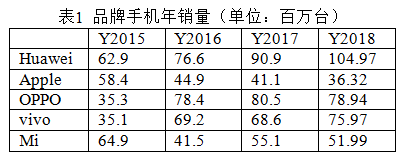 表1 品牌手机年销量（单位：百万台）
Y2015 Y2016 Y2017 Y2018
Huawei 62.9 76.6 90.9 104.97
Apple 58.4 44.9 41.1 36.32
OPPO 35.3 78.4 80.5 78.94
vivo 35.1 69.2 68.6 75.97
Mi 64.9 41.5 55.1 51.99